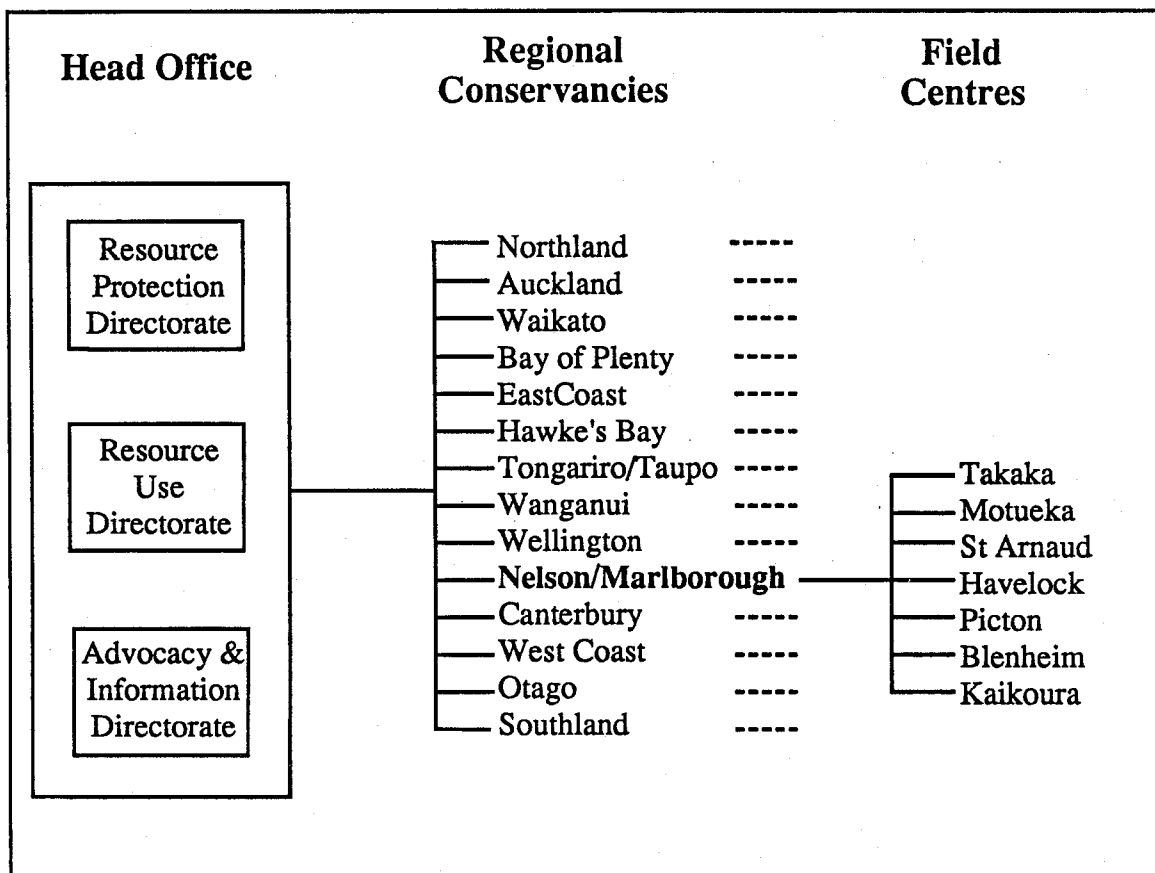 Head Office
Regional
Conservancies
Field
Centres
Resource
Protection
Directorate
Resource
Use
Directorate
Advocacy &
Information
Directorate
Northland -----
Auckland -----
Waikato -----
Bay of Plenty -----
EastCoast -----
Hawke's Bay -----
Tongariro/Taupo -----
Wanganui -----
Wellington -----
Nelson/Marlborough
Canterbury -----
West Coast -----
Otago -----
Southland -----
Takaka
Motueka
St Arnaud
Havelock
Picton
Blenheim
Kaikoura